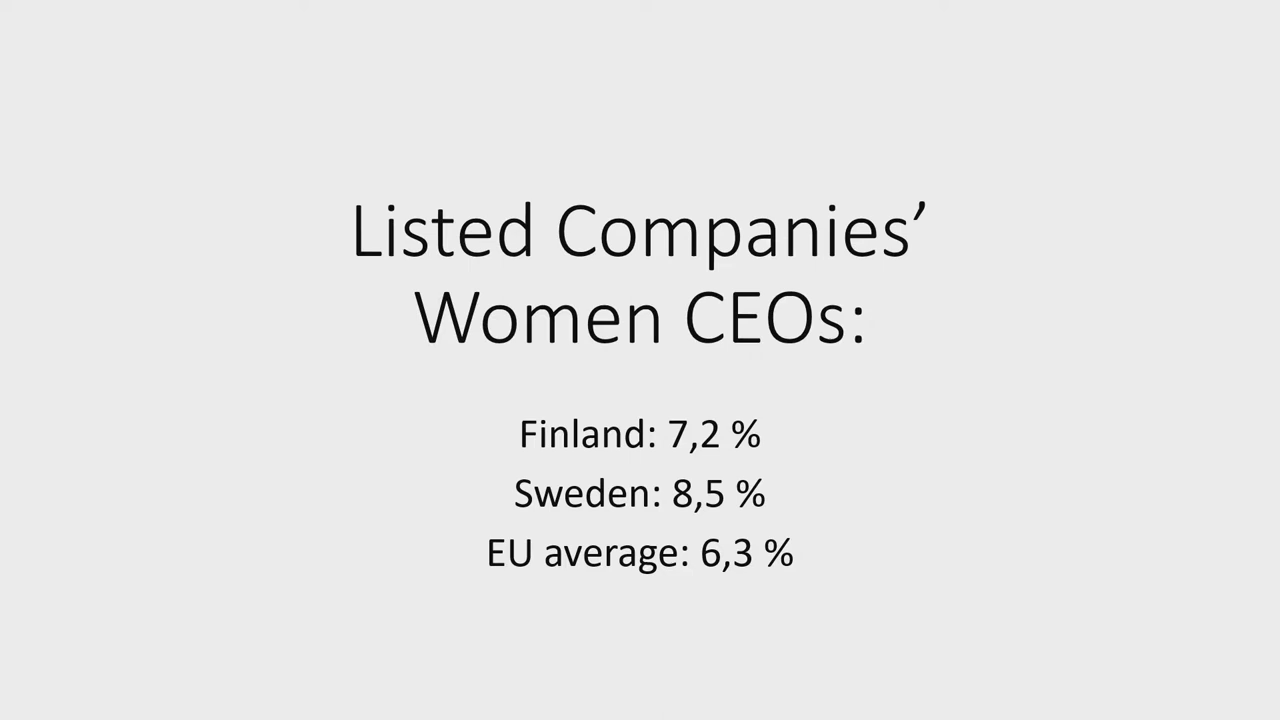 Listed Companies’
Women CEOs:
Finland: 7,2 %
Sweden: 8,5 %
EU average: 6,3 %